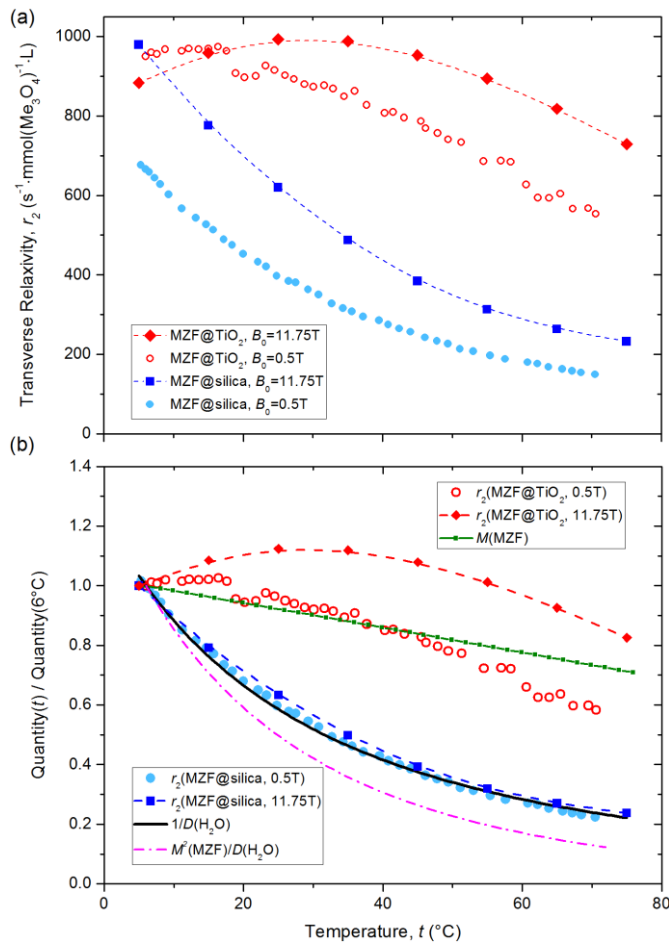 (a)
1000
800
600
400
200
0
Transverse Relaxivity, r₂ (s⁻¹·mmol(Me₃O₄)⁻¹·L)
MZF@TiO₂, B₀=11.75T
MZF@TiO₂, B₀=0.5T
MZF@silica, B₀=11.75T
MZF@silica, B₀=0.5T
(b)
1.4
1.2
1.0
0.8
0.6
0.4
0.2
0.0
Quantity(t) / Quantity(6°C)
r₂(MZF@TiO₂, 0.5T)
r₂(MZF@TiO₂, 11.75T)
M(MZF)
r₂(MZF@silica, 0.5T)
r₂(MZF@silica, 11.75T)
1/D(H₂O)
M²(MZF)/D(H₂O)
0 20 40 60 80
Temperature, t (°C)